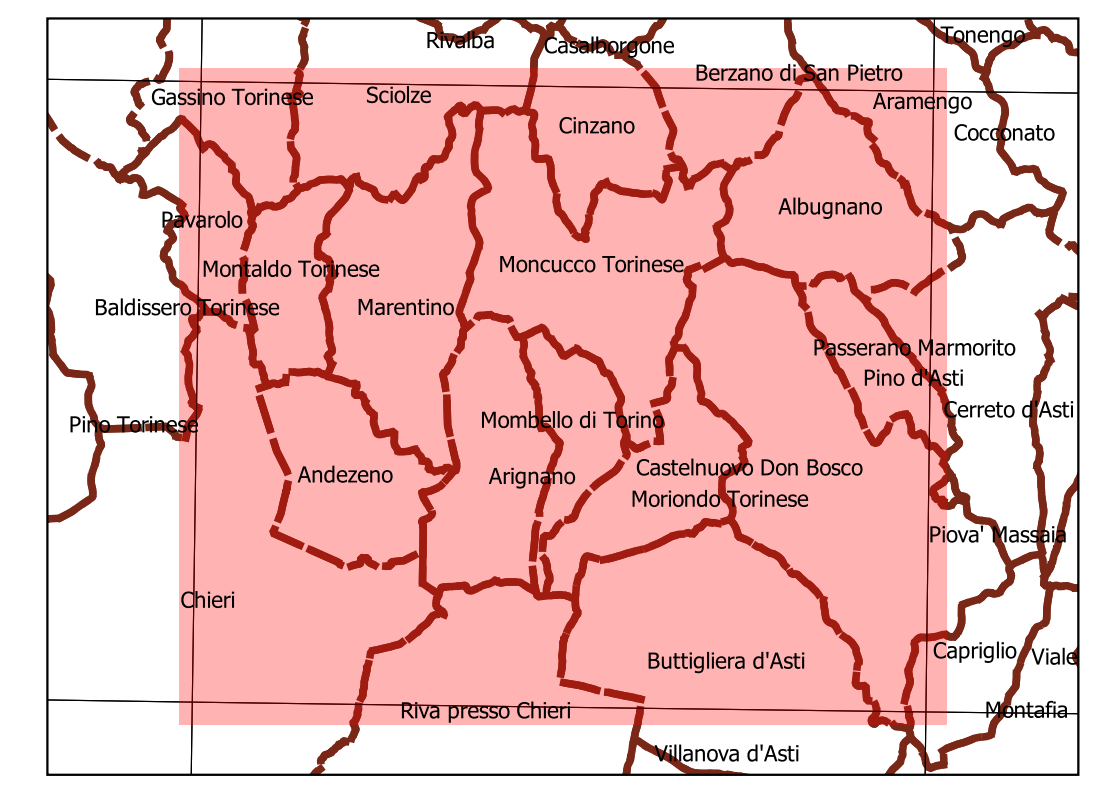 Tonengo
Rivalba
Casalborgone
Berzano di San Pietro
Sciolze
Gassino Torinese
Aramengo
Cinzano
Cocconato
Albugnano
Pavarolo
Moncucco Torinese
Montaldo Torinese
Baldissero Torinese
Marentino
Passerano Marmorito
Pino d'Asti
Cerreto d'Asti
Mombello di Torino
Pino Torinese
Castelnuovo Don Bosco
Andezeno
Arignano
Moriondo Torinese
Piova' Massaia
Chieri
Capriglio
Viale
Buttigliera d'Asti
Riva presso Chieri
Montafia
Villanova d'Asti